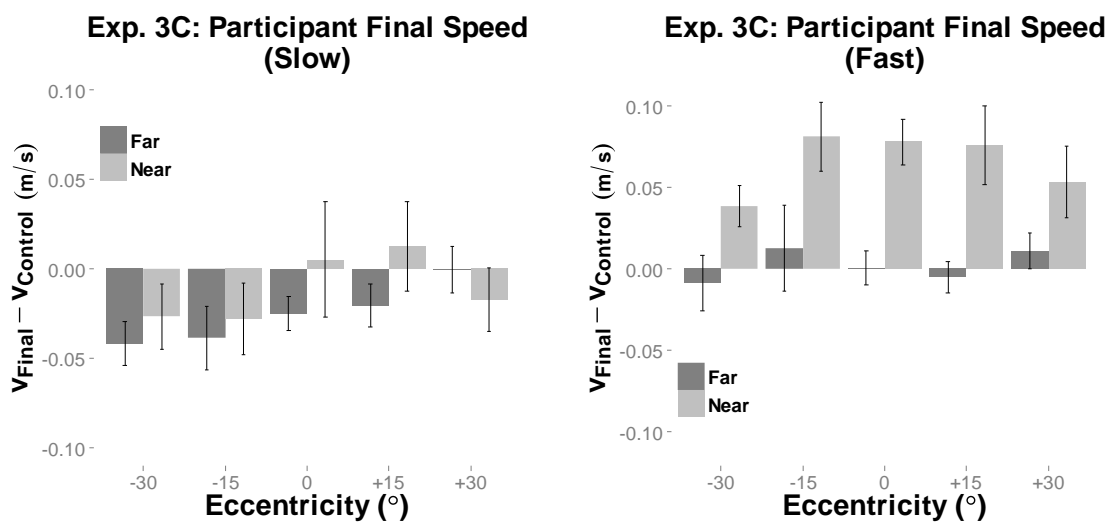 Exp. 3C: Participant Final Speed
(Slow)
0.10
0.05
0.00
-0.05
-0.10
VFinal − VControl (m/s)
Far
Near
-30
-15
0
+15
+30
Eccentricity (°)
Exp. 3C: Participant Final Speed
(Fast)
0.10
0.05
0.00
-0.05
-0.10
VFinal − VControl (m/s)
Far
Near
-30
-15
0
+15
+30
Eccentricity (°)